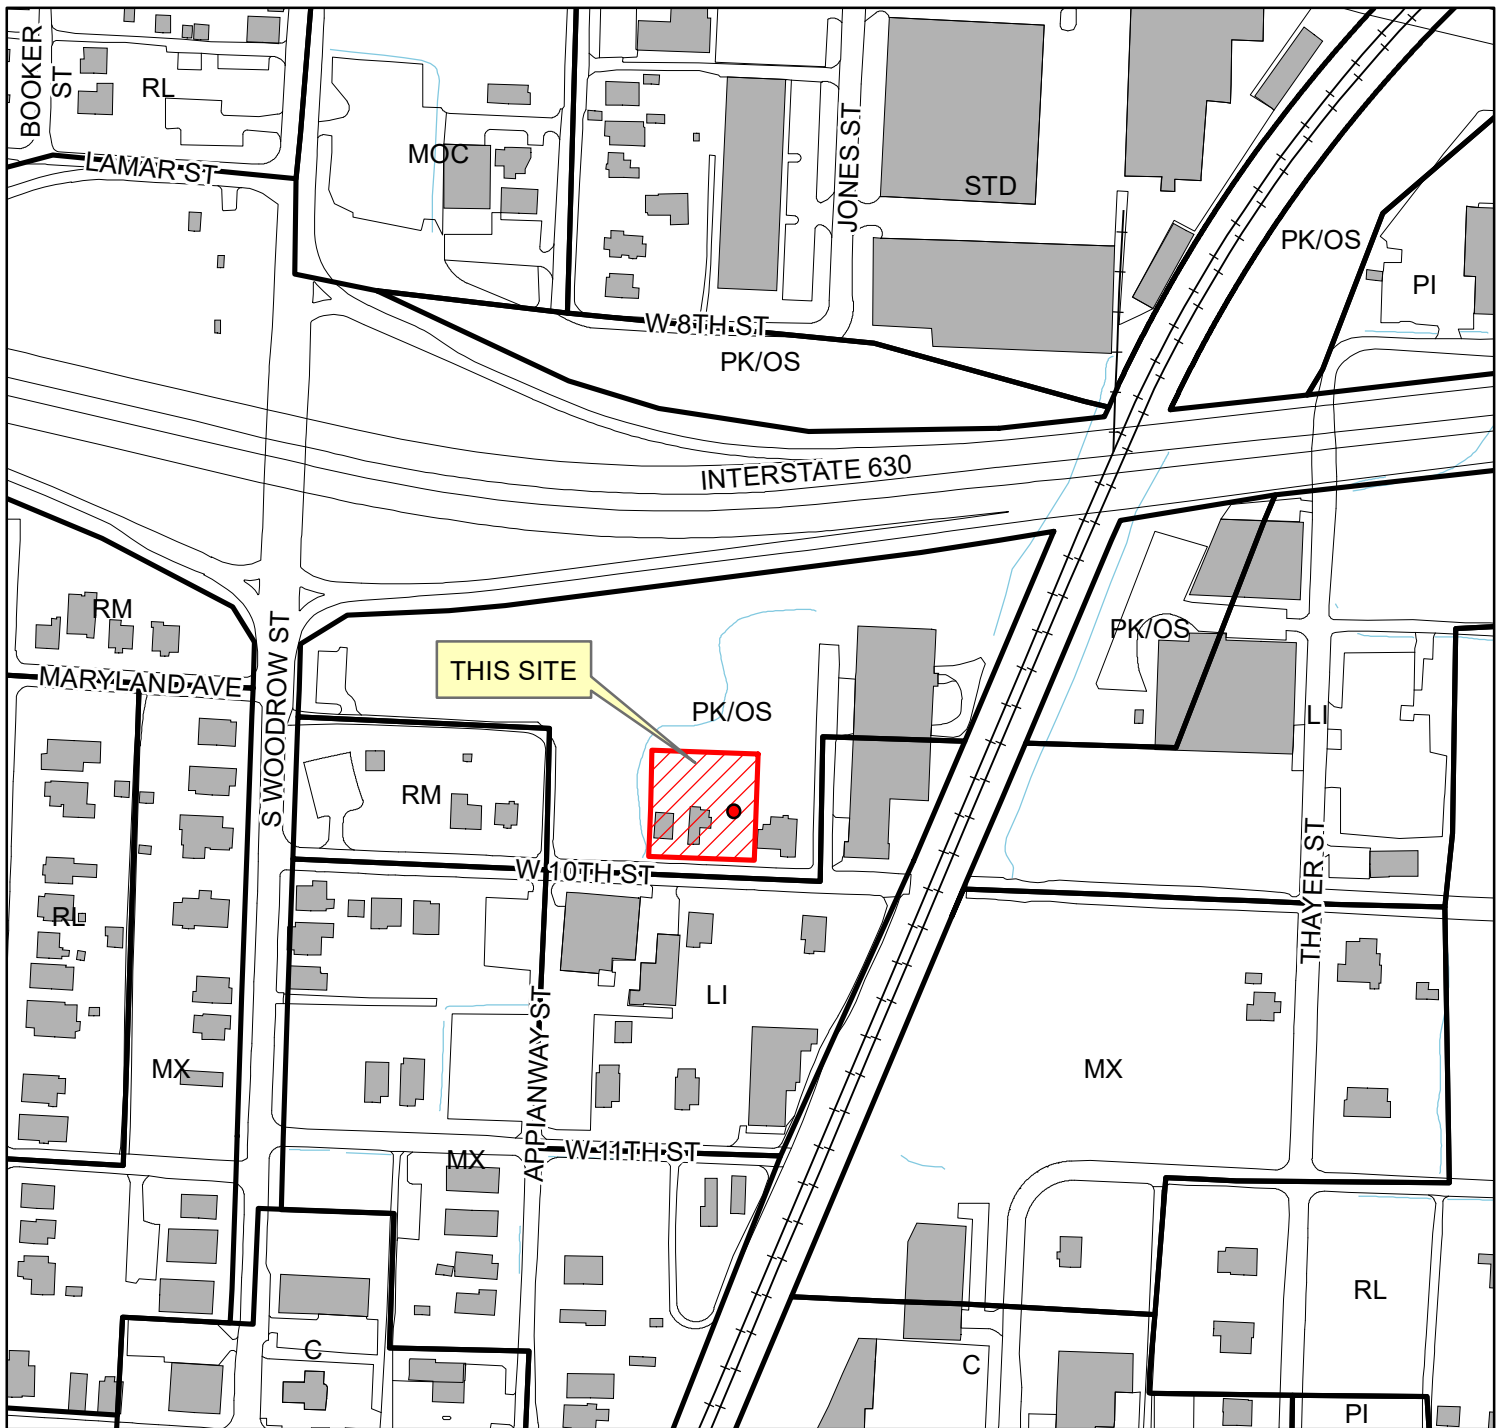 BOOKER
ST
RL
LAMAR ST
MOC
JONES ST
STD
PK/OS
PI
W 8TH ST
PK/OS
INTERSTATE 630
RM
PK/OS
MARYLAND AVE
S WOODROW ST
THIS SITE
PK/OS
LI
RM
W 10TH ST
THAYER ST
RL
LI
APPIANWAY ST
MX
MX
MX
W 11TH ST
RL
C
C
PI